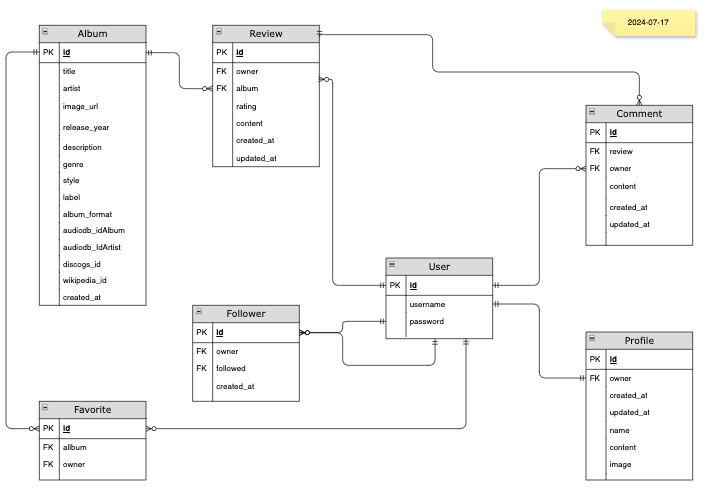 2024-07-17
Album
PK id
title
artist
image_url
release_year
description
genre
style
label
album_format
audiodb_idAlbum
audiodb_IdArtist
discogs_id
wikipedia_id
created_at
Review
PK id
FK owner
FK album
rating
content
created_at
updated_at
Comment
PK id
FK review
FK owner
content
created_at
updated_at
User
PK id
username
password
Follower
PK id
FK owner
FK followed
created_at
Profile
PK id
FK owner
created_at
updated_at
name
content
image
Favorite
PK id
FK allbum
FK owner